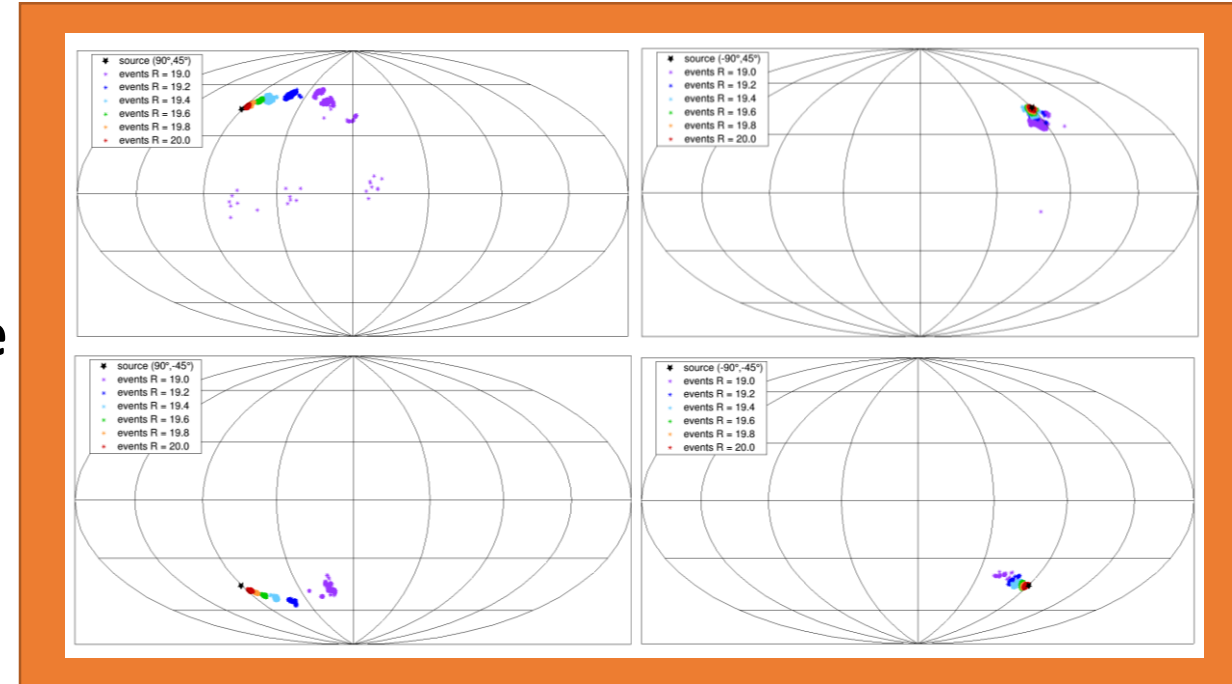 source (90°,45°)
events R = 19.0
events R = 19.2
events R = 19.4
events R = 19.6
events R = 19.8
events R = 20.0
source (-90°,45°)
events R = 19.0
events R = 19.2
events R = 19.4
events R = 19.6
events R = 19.8
events R = 20.0
e
source (90°,-45°)
events R = 19.0
events R = 19.2
events R = 19.4
events R = 19.6
events R = 19.8
events R = 20.0
source (-90°,-45°)
events R = 19.0
events R = 19.2
events R = 19.4
events R = 19.6
events R = 19.8
events R = 20.0